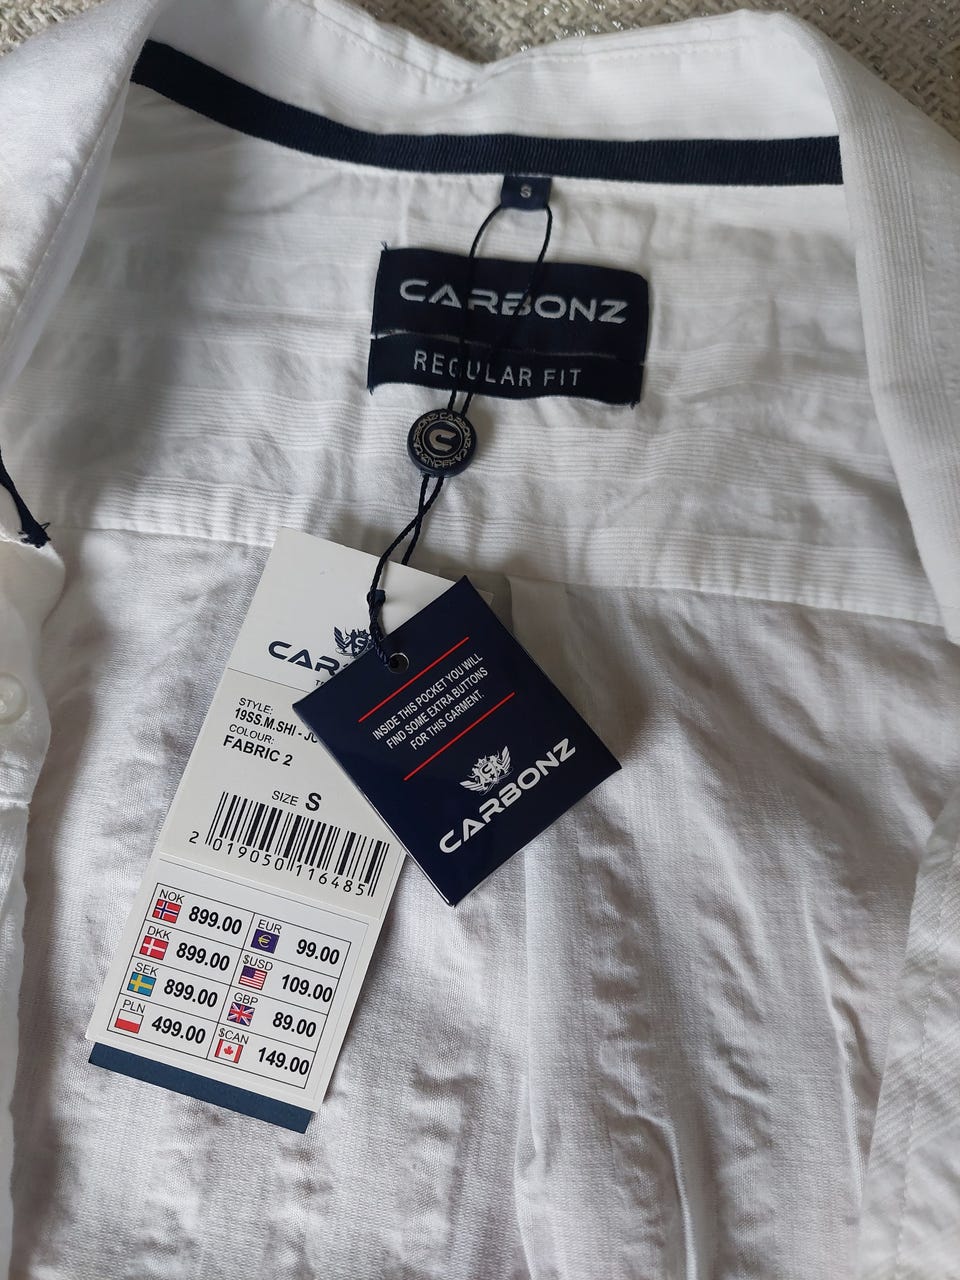 S
CARBONZ
REGULAR FIT
CARBONZ CARBONZ CARBONZ
C
INSIDE THIS POCKET YOU WILL
FIND SOME EXTRA BUTTONS
FOR THIS GARMENT.
CARBONZ
STYLE:
19SS.M.SHI - 
COLOUR:
FABRIC 2
SIZE S
2 019050 116485
NOK 899.00 EUR 99.00
DKK 899.00 $USD 109.00
SEK 899.00 GBP 89.00
PLN 499.00 $CAN 149.00